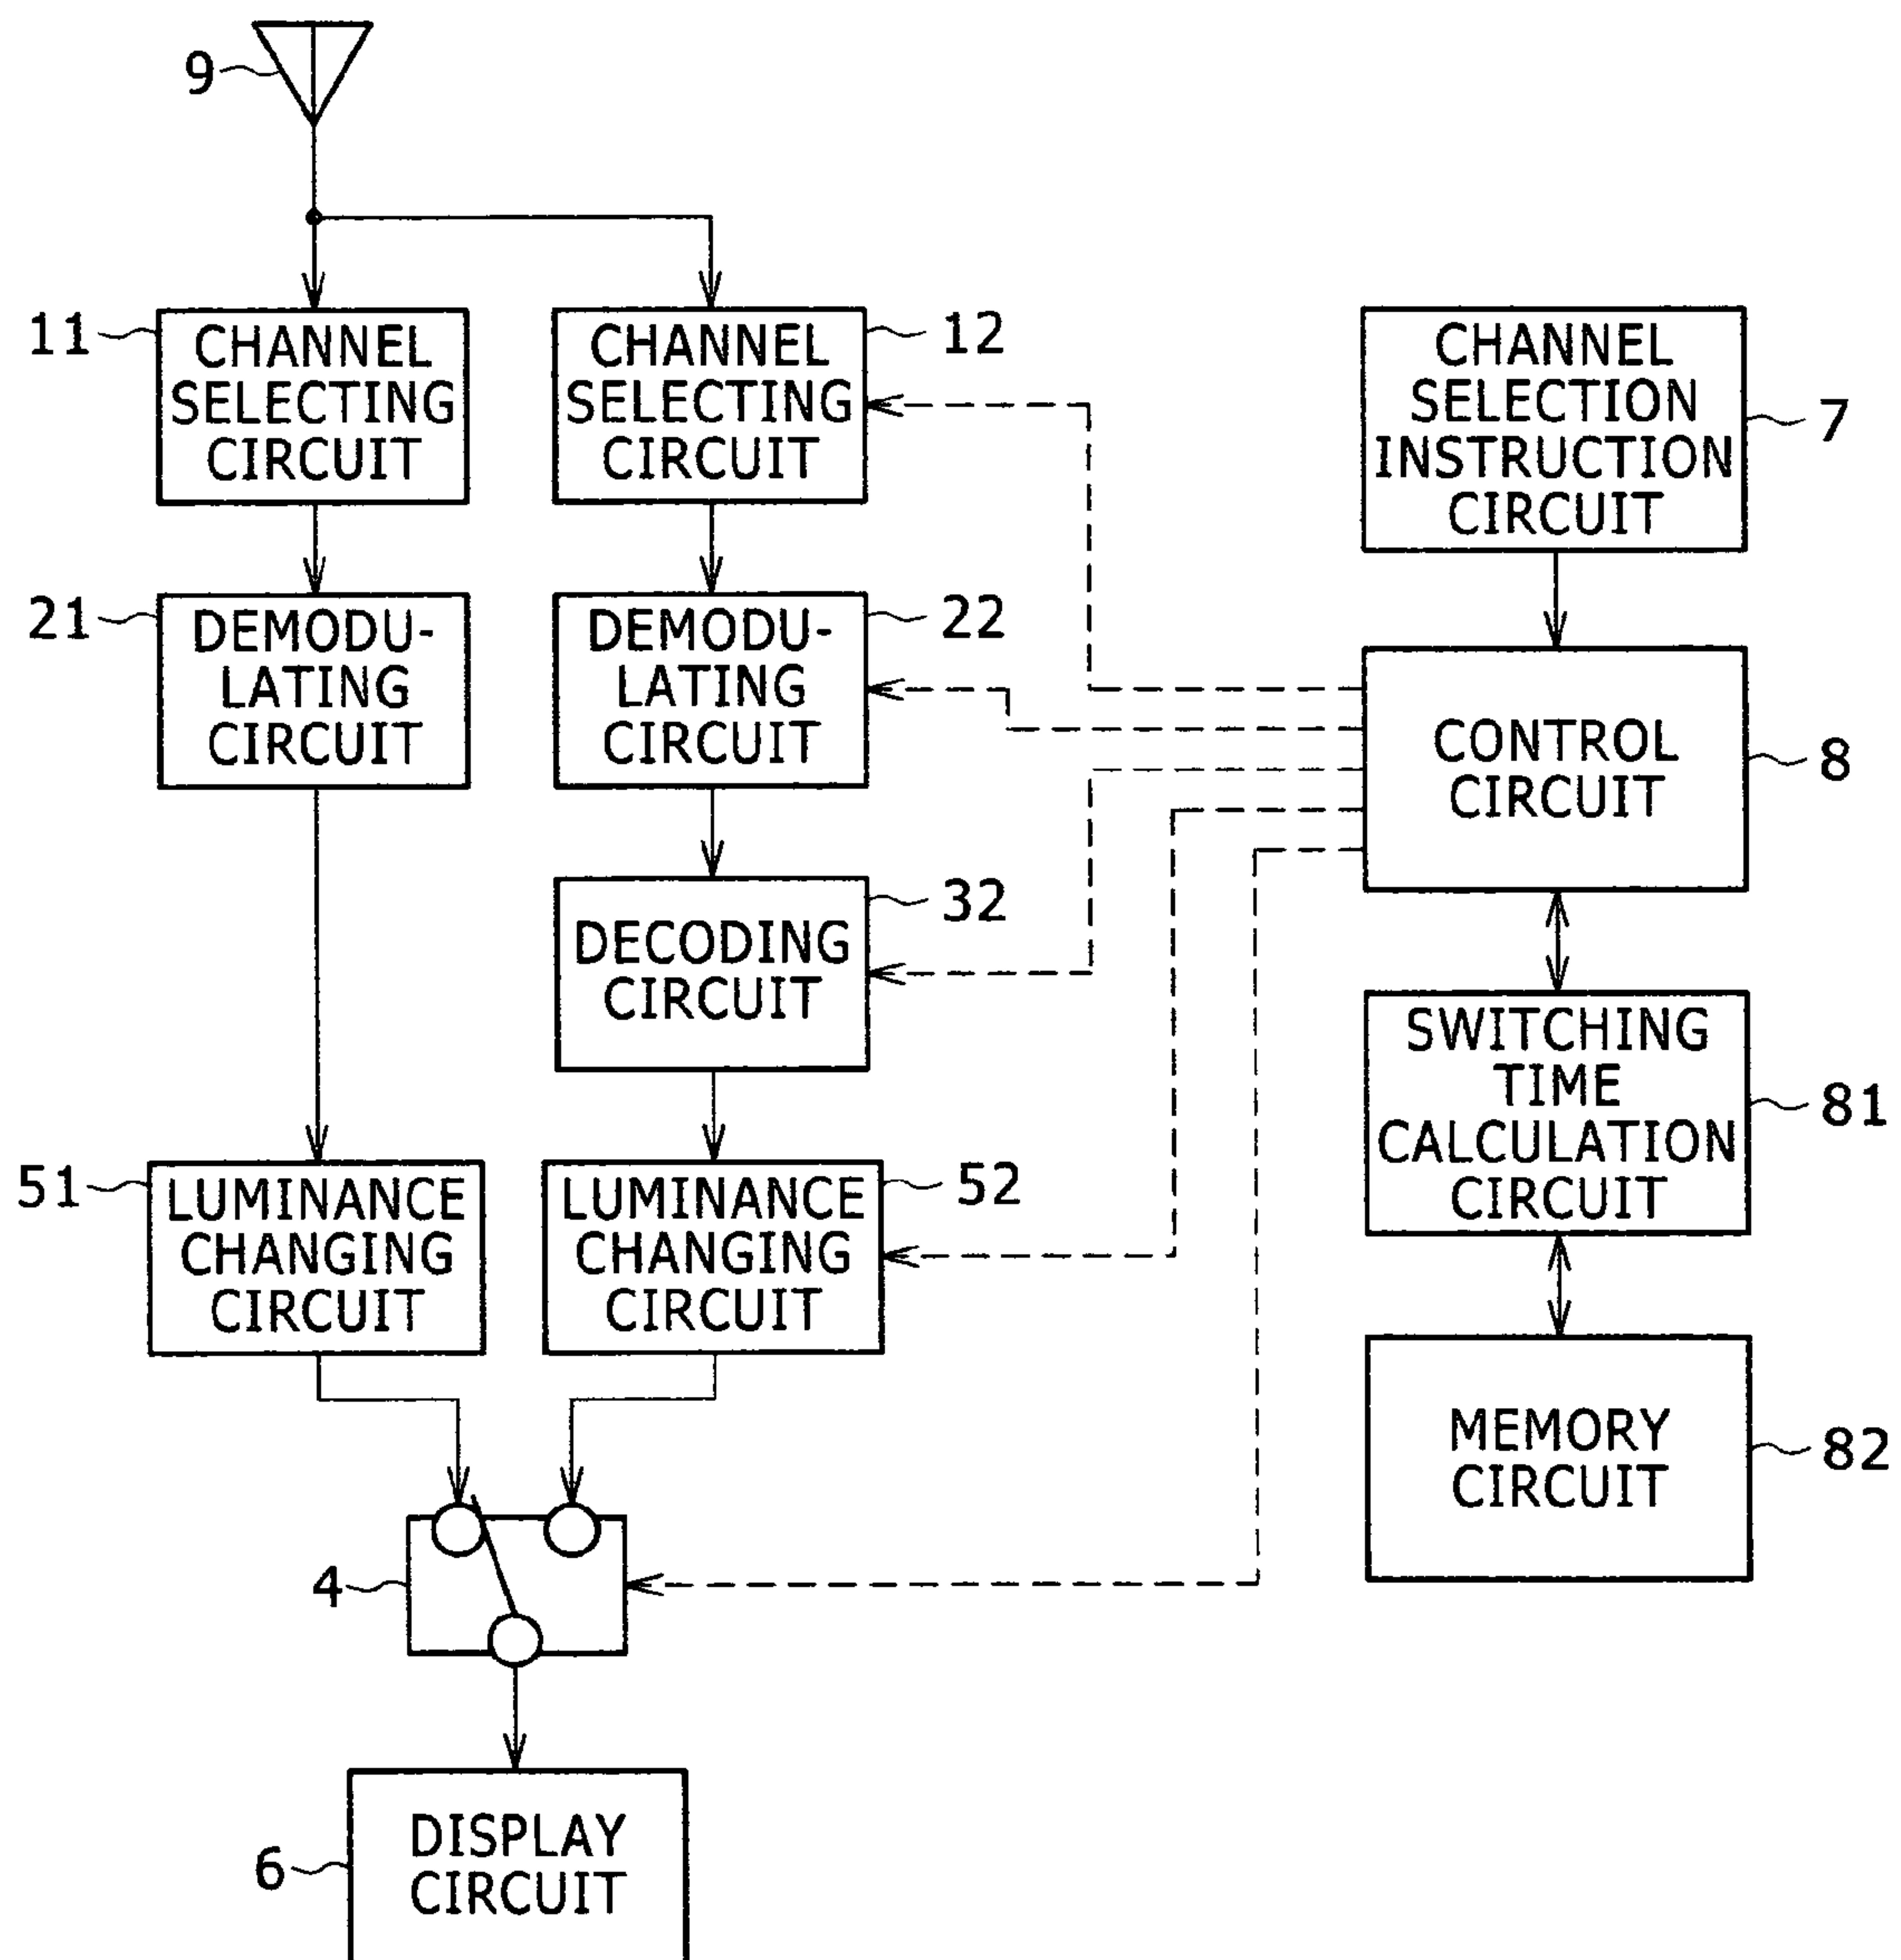 9
11
CHANNEL
SELECTING
CIRCUIT
CHANNEL
SELECTING
CIRCUIT
12
CHANNEL
SELECTION
INSTRUCTION
CIRCUIT
7
21
DEMODU-
LATING
CIRCUIT
DEMODU-
LATING
CIRCUIT
22
CONTROL
CIRCUIT
8
DECODING
CIRCUIT
32
SWITCHING
TIME
CALCULATION
CIRCUIT
81
51
LUMINANCE
CHANGING
CIRCUIT
LUMINANCE
CHANGING
CIRCUIT
52
MEMORY
CIRCUIT
82
4
6
DISPLAY
CIRCUIT